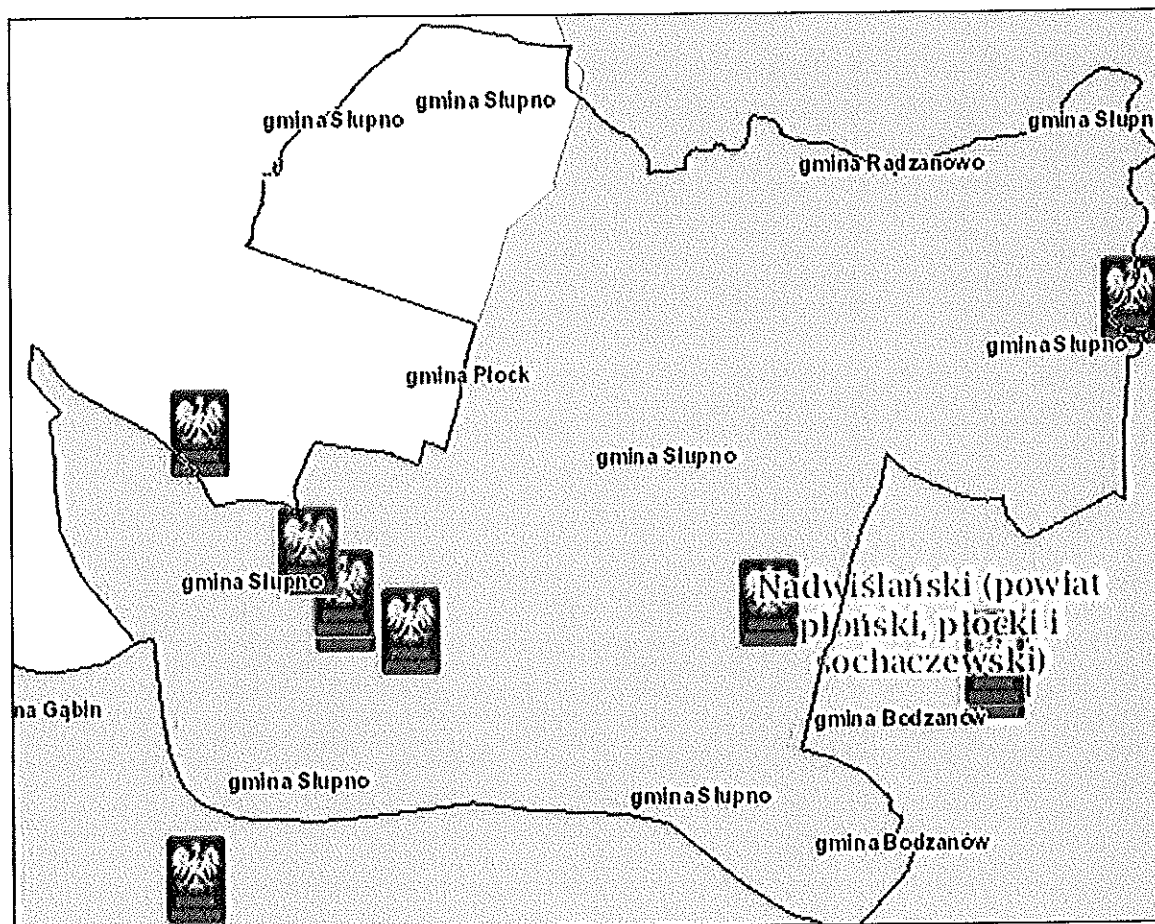 gmina Słupno
gmina Słupno
gmina Słupn
gmina Radzanowo
gmina Słupno
gmina Płock
gmina Słupno
gmina Słupno
Nadwiślański (powiat
płoński, płocki i
sochaczewski)
na Gąbin
gmina Bodzanów
gmina Słupno
gmina Słupno
gmina Bodzanów